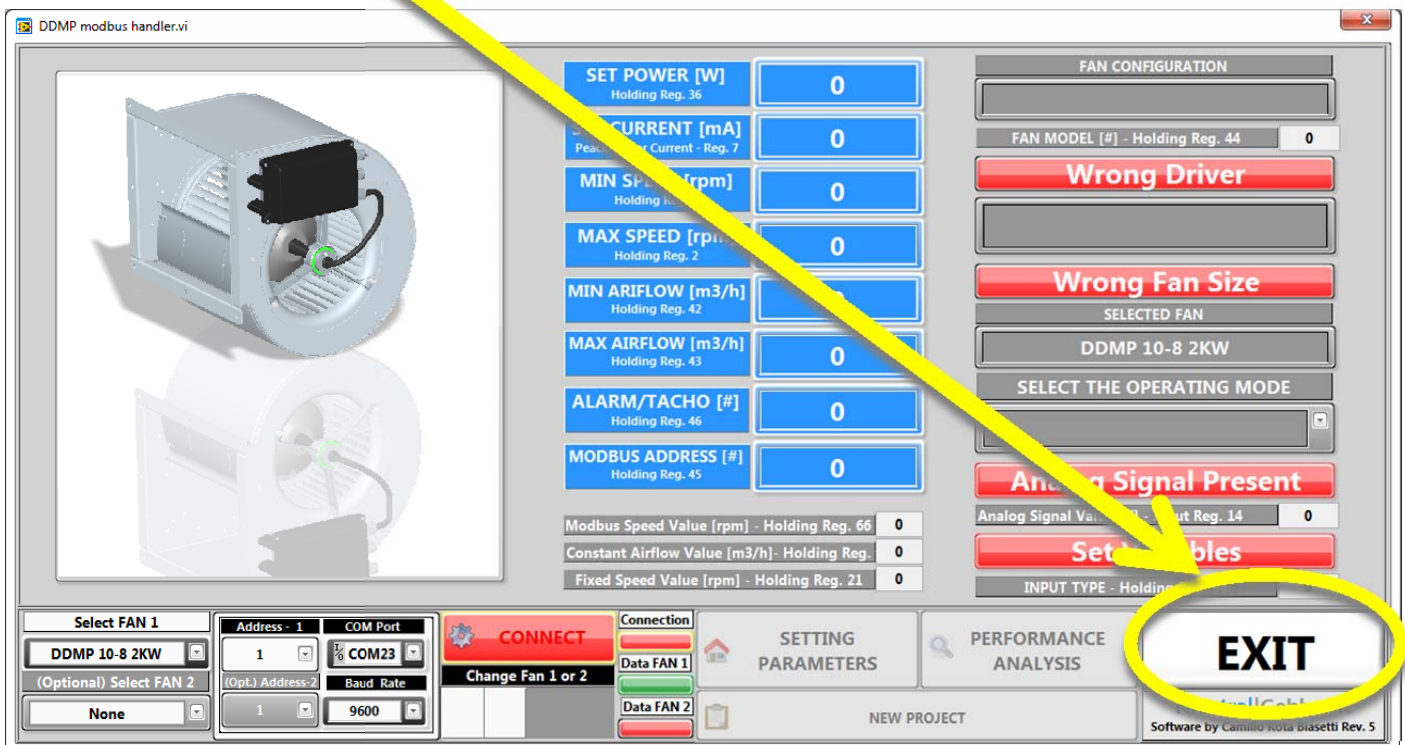 DDMP modbus handler.vi
SET POWER [W]
Holding Reg. 36
0
CURRENT [mA]
Current - Reg. 7
0
MIN [rpm]
Holding
0
MAX SPEED
Holding Reg. 2
0
MIN ARIFLOW [m3/h]
Holding Reg. 42
MAX AIRFLOW [m3/h]
Holding Reg. 43
0
ALARM/TACHO [#]
Holding Reg. 46
0
MODBUS ADDRESS [#]
Holding Reg. 45
0
Modbus Speed Value [rpm] - Holding Reg. 66 0
Constant Airflow Value [m3/h]- Holding Reg. 0
Fixed Speed Value [rpm] - Holding Reg. 21 0
FAN CONFIGURATION
FAN MODEL [#] - Holding Reg. 44 0
Wrong Driver
Wrong Fan Size
SELECTED FAN
DDMP 10-8 2KW
SELECT THE OPERATING MODE
Signal Present
Analog Signal - Reg. 14 0
Set
INPUT TYPE -
Select FAN 1
DDMP 10-8 2KW
(Optional) Select FAN 2
None
Address - 1 COM Port
1 COM23
(Opt.) Address-2 Baud Rate
1 9600
CONNECT
Change Fan 1 or 2
Connection
Data FAN 1
Data FAN 2
SETTING
PARAMETERS
PERFORMANCE
ANALYSIS
NEW PROJECT
EXIT
Software by Camillo Rota Biasetti Rev. 5